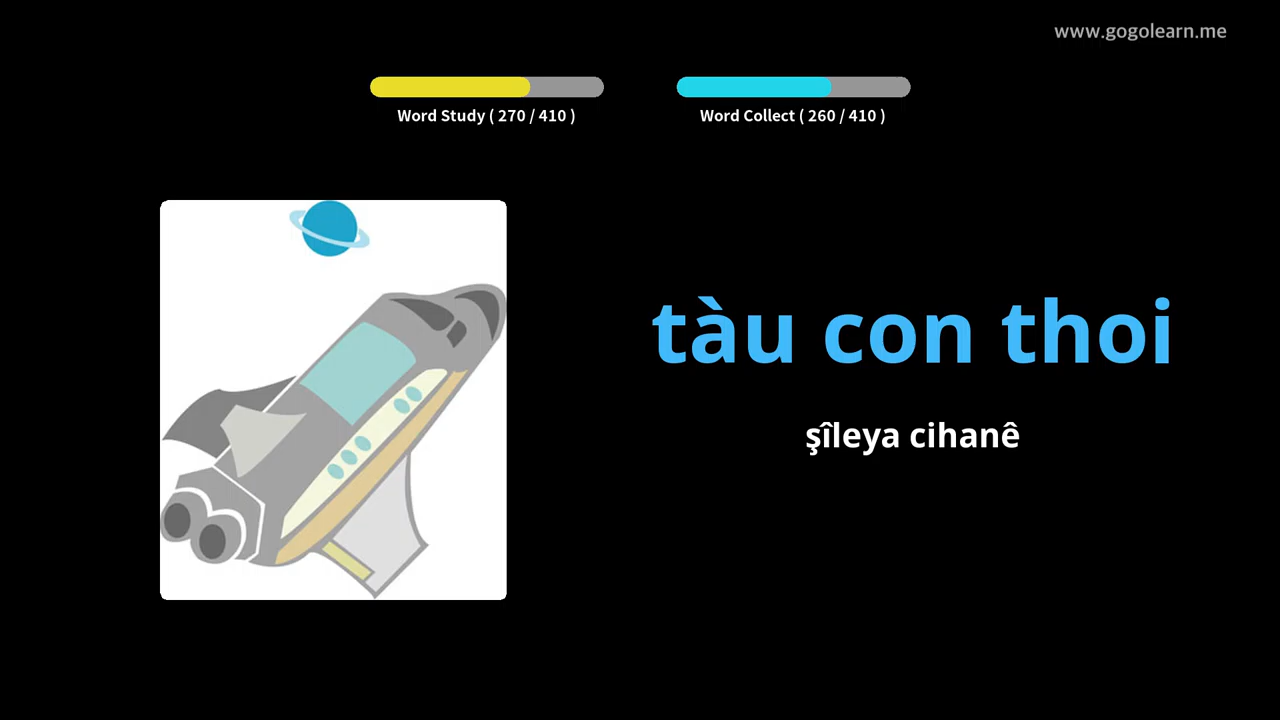 www.gogolearn.me
Word Study ( 270 / 410 )
Word Collect ( 260 / 410 )
tàu con thoi
şîleya cihanê